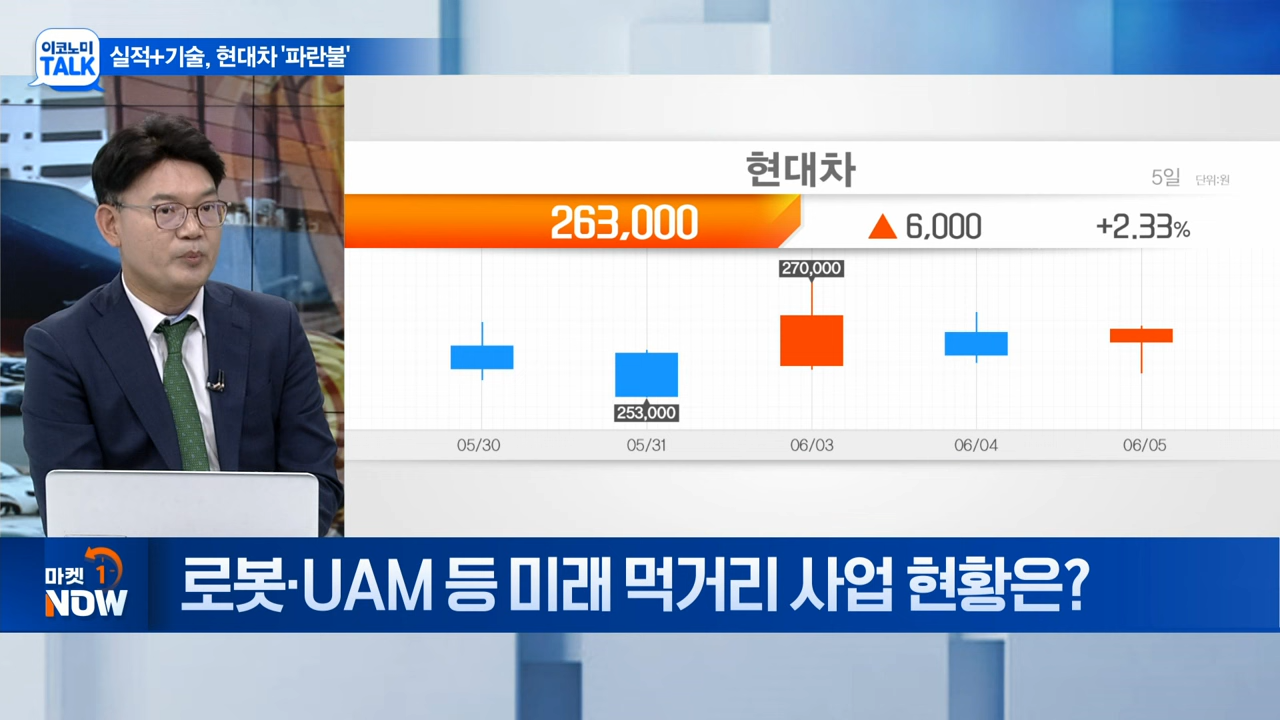 이코노미
TALK
실적+기술, 현대차 '파란불'
현대차
5일 단위:원
263,000 ▲ 6,000 +2.33%
270,000
253,000
05/30 05/31 06/03 06/04 06/05
마켓 1
NOW
로봇·UAM 등 미래 먹거리 사업 현황은?